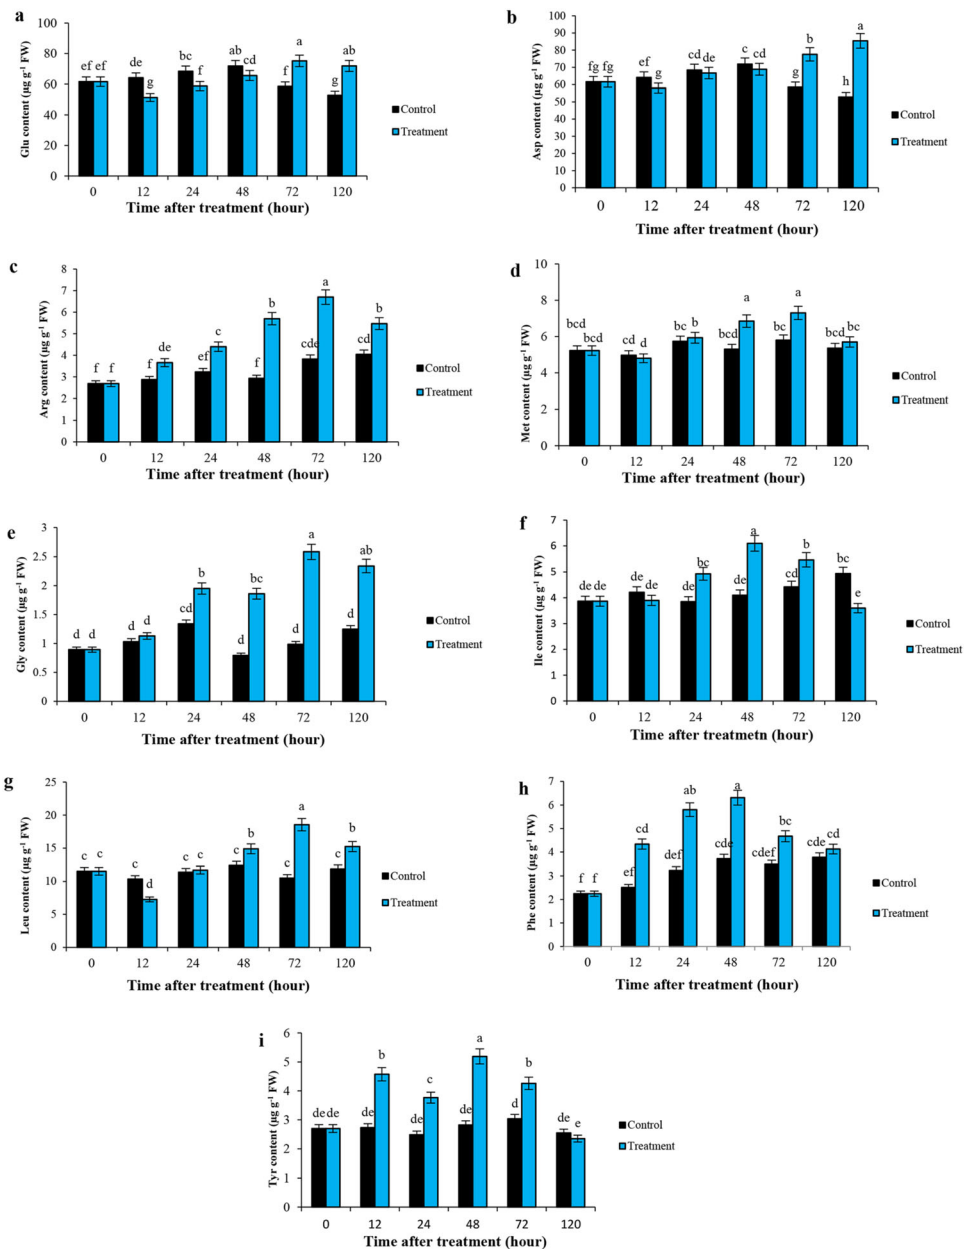 a
Glu content (µg g⁻¹ FW)
100
80
60
40
20
0
ef ef de g bc f ab cd f a g ab
0 12 24 48 72 120
Time after treatment (hour)
Control
Treatment
b
Asp content (µg g⁻¹ FW)
100
90
80
70
60
50
40
30
20
10
0
fg fg ef g cd de c cd g b h a
0 12 24 48 72 120
Time after treatment (hour)
Control
Treatment
c
Arg content (µg g⁻¹ FW)
8
7
6
5
4
3
2
1
0
f f f de ef c f b cde a cd b
0 12 24 48 72 120
Time after treatment (hour)
Control
Treatment
d
Met content (µg g⁻¹ FW)
10
8
6
4
2
0
bcd bcd cd d bc b bcd a bc a bcd bc
0 12 24 48 72 120
Time after treatment (hour)
Control
Treatment
e
Gly content (µg g⁻¹ FW)
3
2.5
2
1.5
1
0.5
0
d d d d cd b d bc d a d ab
0 12 24 48 72 120
Time after treatment (hour)
Control
Treatment
f
Ile content (µg g⁻¹ FW)
7
6
5
4
3
2
1
0
de de de de de bc de a cd b bc e
0 12 24 48 72 120
Time after treatmetn (hour)
Control
Treatment
g
Leu content (µg g⁻¹ FW)
25
20
15
10
5
0
c c c d c c c b c a c b
0 12 24 48 72 120
Time after treatment (hour)
Control
Treatment
h
Phe content (µg g⁻¹ FW)
7
6
5
4
3
2
1
0
f f ef cd def ab cde a cdef bc cde cd
0 12 24 48 72 120
Time after treatment (hour)
Control
Treatment
i
Tyr content (µg g⁻¹ FW)
6
5
4
3
2
1
0
de de de b de c de a d b de e
0 12 24 48 72 120
Time after treatment (hour)
Control
Treatment